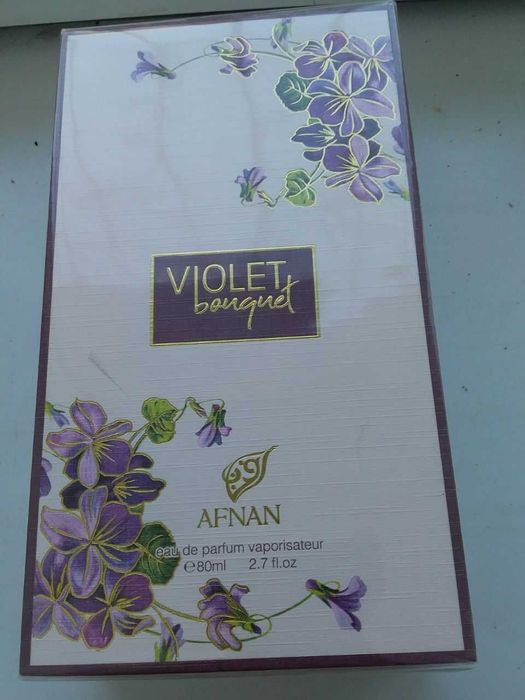 VIOLET
bouquet
AFNAN
eau de parfum vaporisateur
℮80ml 2.7 fl.oz